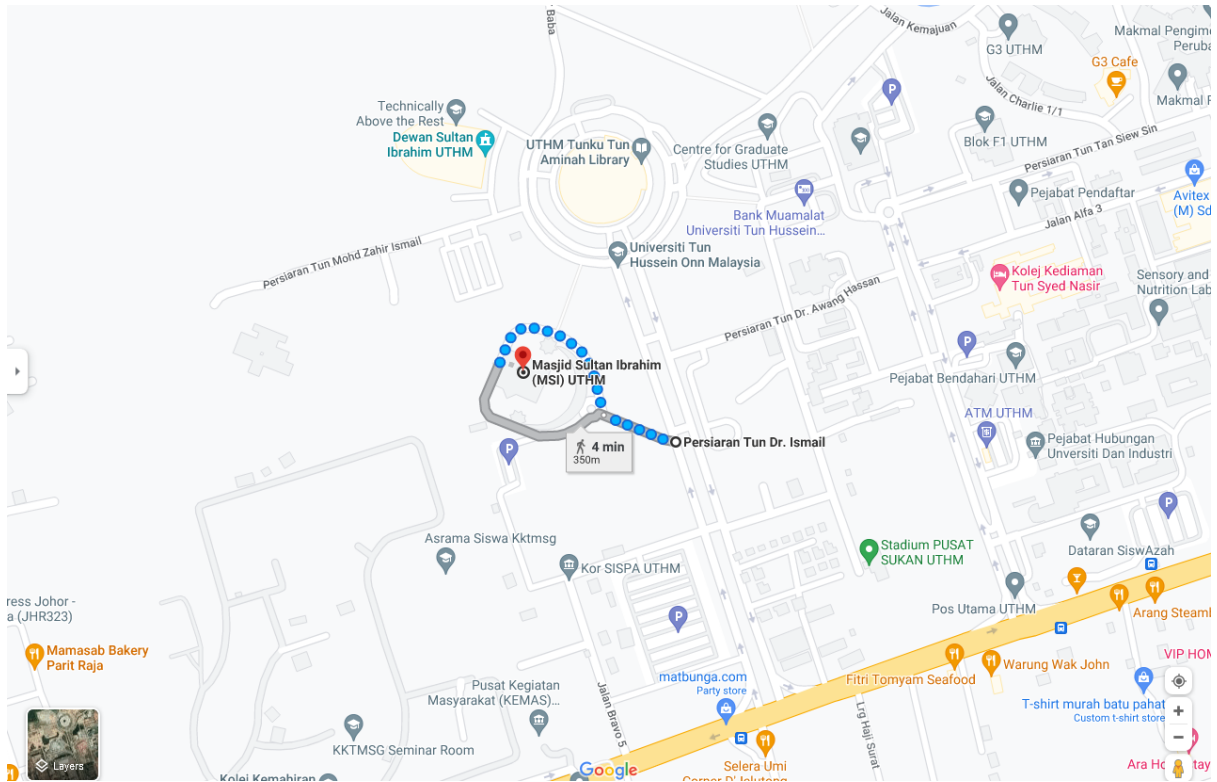 Baba
Jalan Kemajuan
G3 UTHM
Makmal Pengim
Peruba
G3 Cafe
Jalan Charlie 1/1
Makmal P
Technically
Above the Rest
Dewan Sultan
Ibrahim UTHM
UTHM Tunku Tun
Aminah Library
Centre for Graduate
Studies UTHM
P
Blok F1 UTHM
Persiaran Tun Tan Siew Sin
Pejabat Pendaftar
Avitex
(M) Sd
Jalan Alfa 3
Bank Muamalat
Universiti Tun Hussein...
Universiti Tun
Hussein Onn Malaysia
Persiaran Tun Mohd Zahir Ismail
Kolej Kediaman
Tun Syed Nasir
Sensory and
Nutrition Lab
Persiaran Tun Dr. Awang Hassan
P
Pejabat Bendahari UTHM
Masjid Sultan Ibrahim
(MSI) UTHM
ATM UTHM
Persiaran Tun Dr. Ismail
4 min
350m
P
Pejabat Hubungan
Unversiti Dan Industri
P
Asrama Siswa Kktmsg
Kor SISPA UTHM
Stadium PUSAT
SUKAN UTHM
Dataran SiswAzah
Pos Utama UTHM
Arang Steaml
ress Johor -
a (JHR323)
P
Mamasab Bakery
Parit Raja
VIP HOM
Warung Wak John
Fitri Tomyam Seafood
matbunga.com
Party store
T-shirt murah batu pahat
Custom t-shirt store
Pusat Kegiatan
Masyarakat (KEMAS)...
Jalan Bravo 5
Lrg Haji Surat
KKTMSG Seminar Room
Layers
Google
Selera Umi
Corner D' Jelutong
Kolej Kemahiran
Ara Ho
tay